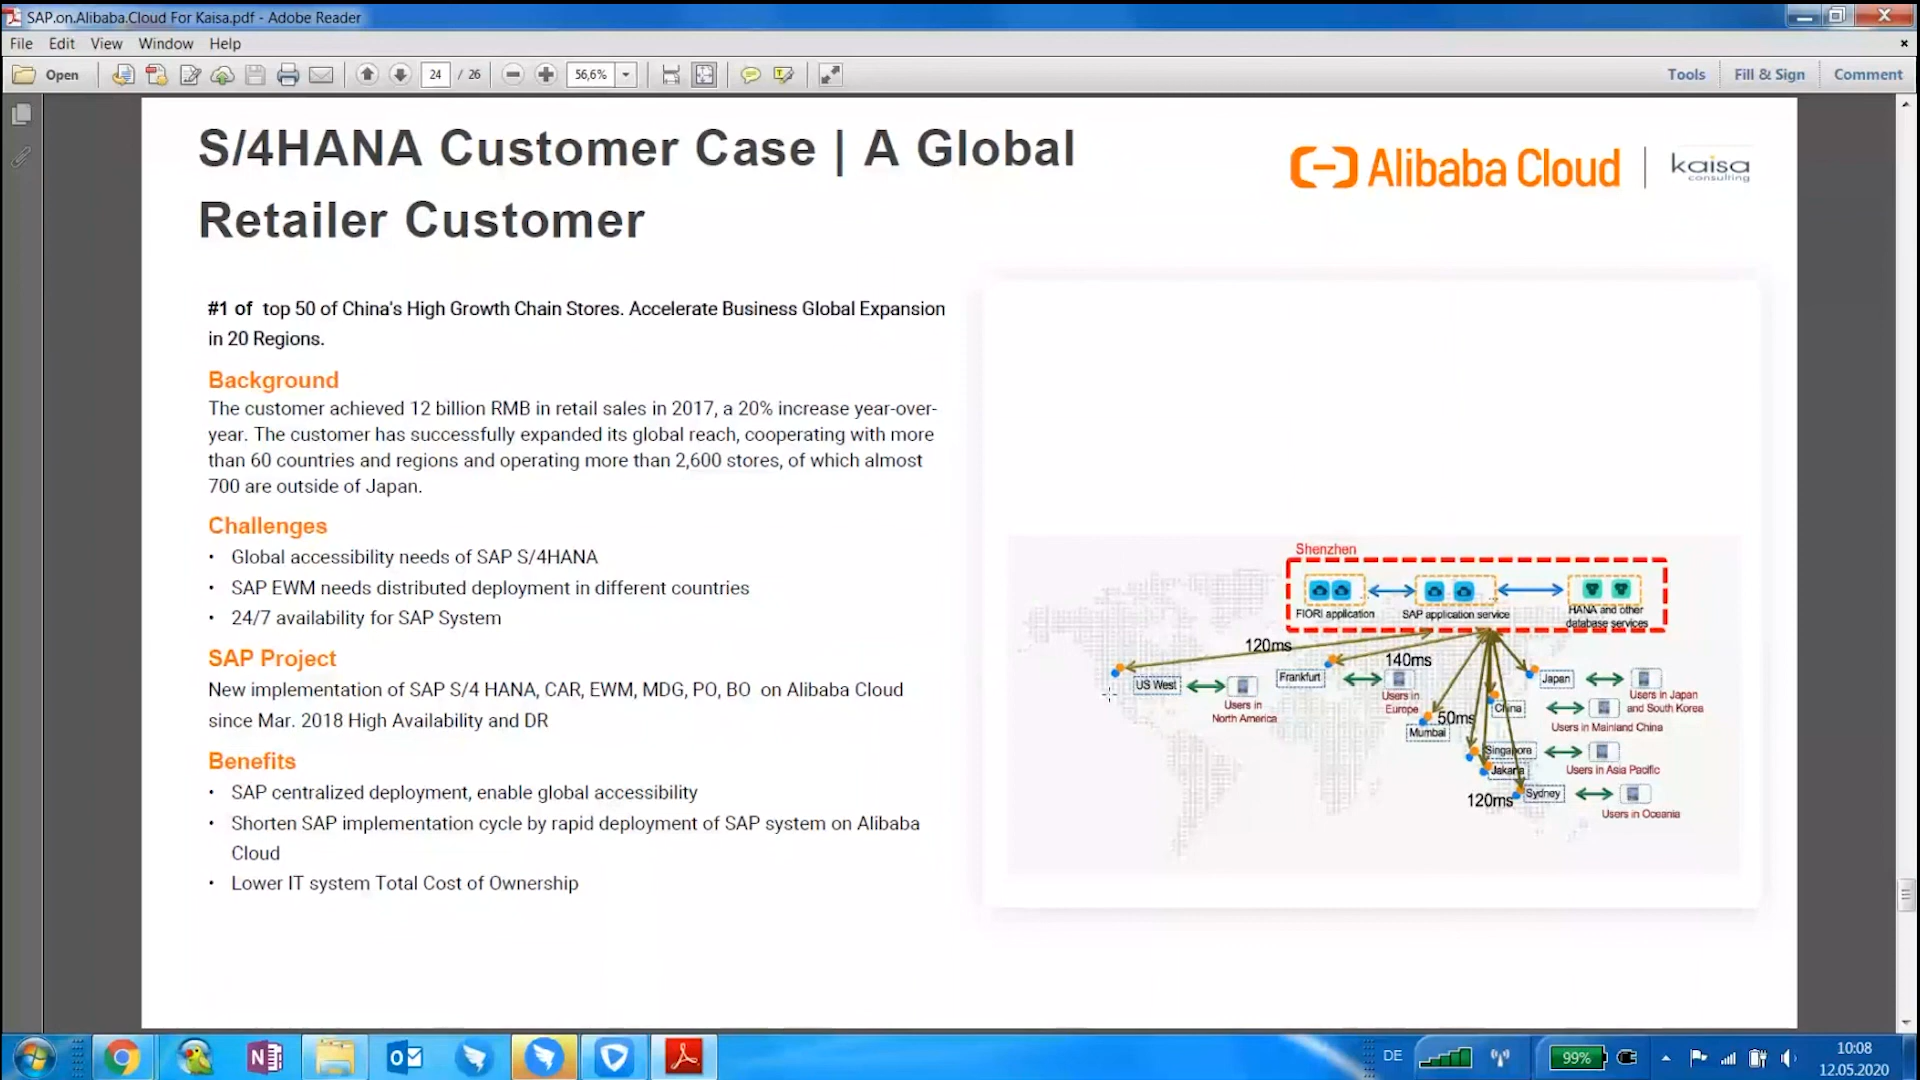 SAP.on.Alibaba.Cloud For Kaisa.pdf - Adobe Reader
File Edit View Window Help
Open 24 / 26 56,6% Tools Fill & Sign Comment
S/4HANA Customer Case | A Global
Retailer Customer
Alibaba Cloud
kaisa
consulting
#1 of top 50 of China's High Growth Chain Stores. Accelerate Business Global Expansion
in 20 Regions.
Background
The customer achieved 12 billion RMB in retail sales in 2017, a 20% increase year-over-
year. The customer has successfully expanded its global reach, cooperating with more
than 60 countries and regions and operating more than 2,600 stores, of which almost
700 are outside of Japan.
Challenges
• Global accessibility needs of SAP S/4HANA
• SAP EWM needs distributed deployment in different countries
• 24/7 availability for SAP System
SAP Project
New implementation of SAP S/4 HANA, CAR, EWM, MDG, PO, BO on Alibaba Cloud
since Mar. 2018 High Availability and DR
Benefits
• SAP centralized deployment, enable global accessibility
• Shorten SAP implementation cycle by rapid deployment of SAP system on Alibaba
Cloud
• Lower IT system Total Cost of Ownership
Shenzhen
FIORI application
SAP application service
HANA and other
database services
120ms
140ms
US West
Users in
North America
Frankfurt
Users in
Europe
Japan
Users in Japan
and South Korea
China
Users in Mainland China
50ms
Mumbai
Singapore
Users in Asia Pacific
Jakarta
120ms
Sydney
Users in Oceania
DE
99%
10:08
12.05.2020